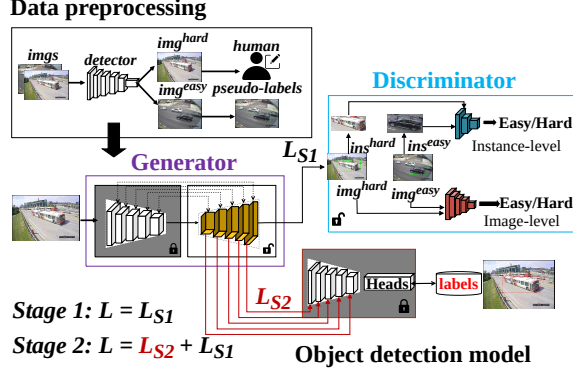 Data preprocessing
imgs
detector
img^hard
human
img^easy
pseudo-labels
Discriminator
Generator
L_S1
ins^hard
ins^easy
Easy/Hard
Instance-level
img^hard
img^easy
Easy/Hard
Image-level
L_S2
Heads
labels
Stage 1: L = L_S1
Stage 2: L = L_S2 + L_S1
Object detection model